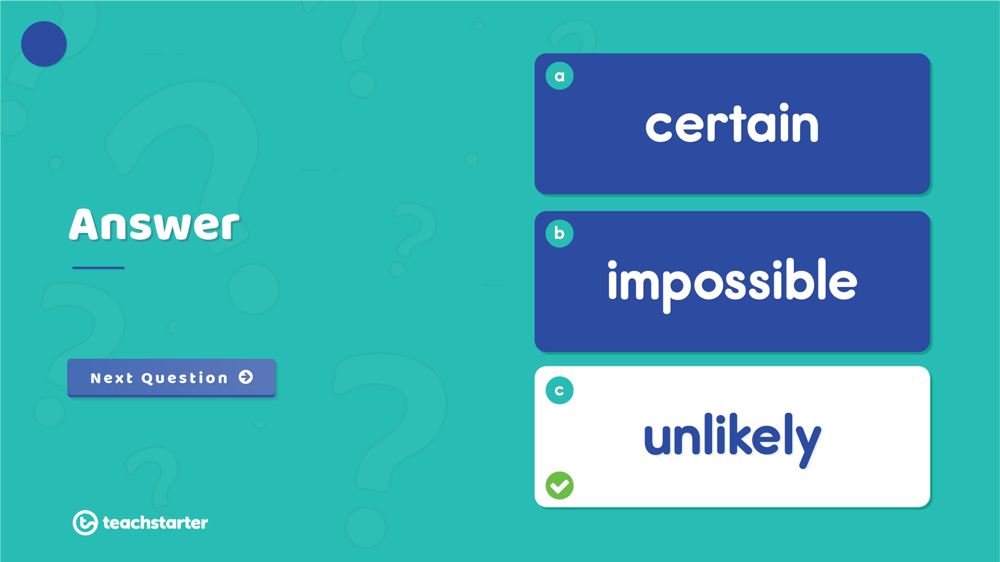 Answer
Next Question
teachstarter
a
certain
b
impossible
c
unlikely